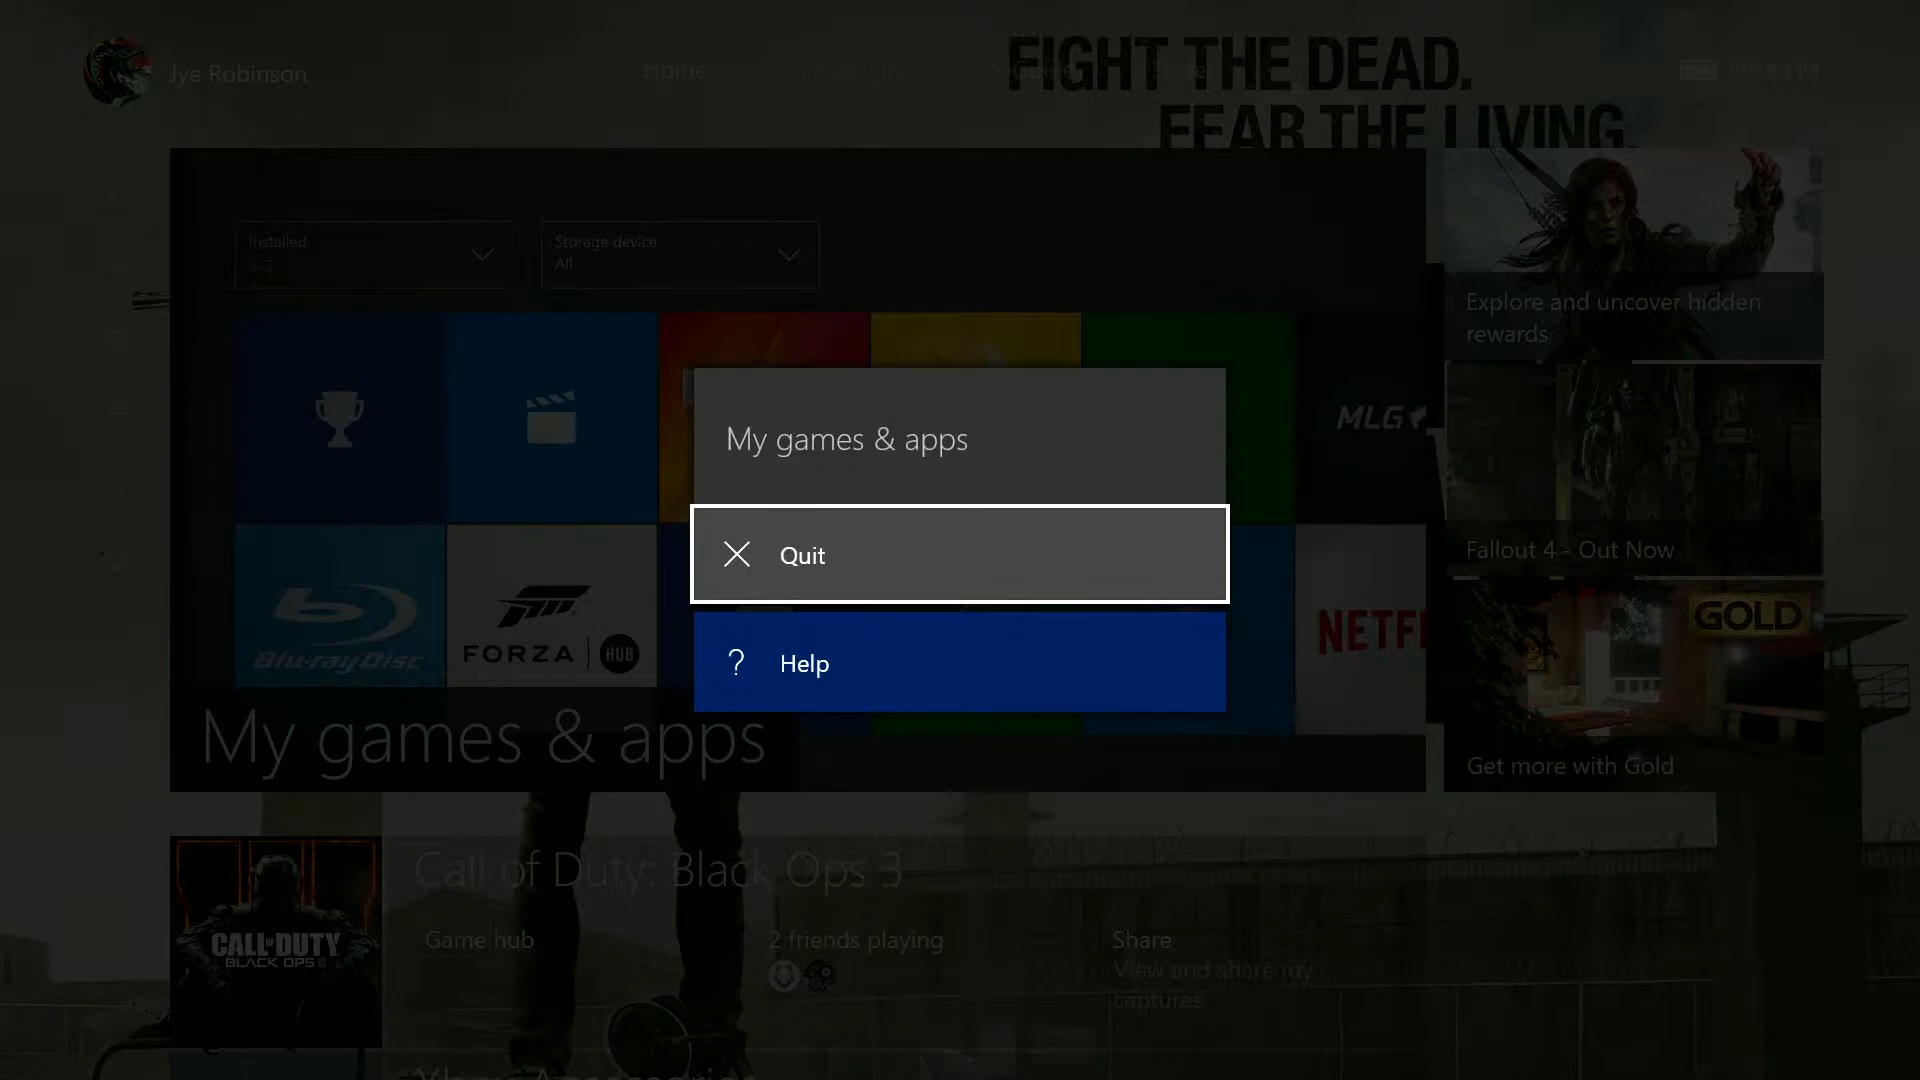 Jye Robinson
Home
FIGHT THE DEAD.
FEAR THE LIVING.
Installed
Storage device
All
MLG
Explore and uncover hidden
rewards
My games & apps
Quit
Help
Blu-ray Disc
FORZA HUB
NETF
Fallout 4 - Out Now
GOLD
Get more with Gold
My games & apps
Call of Duty: Black Ops 3
CALL OF DUTY
BLACK OPS III
Game hub
2 friends playing
Share
View and share my
captures